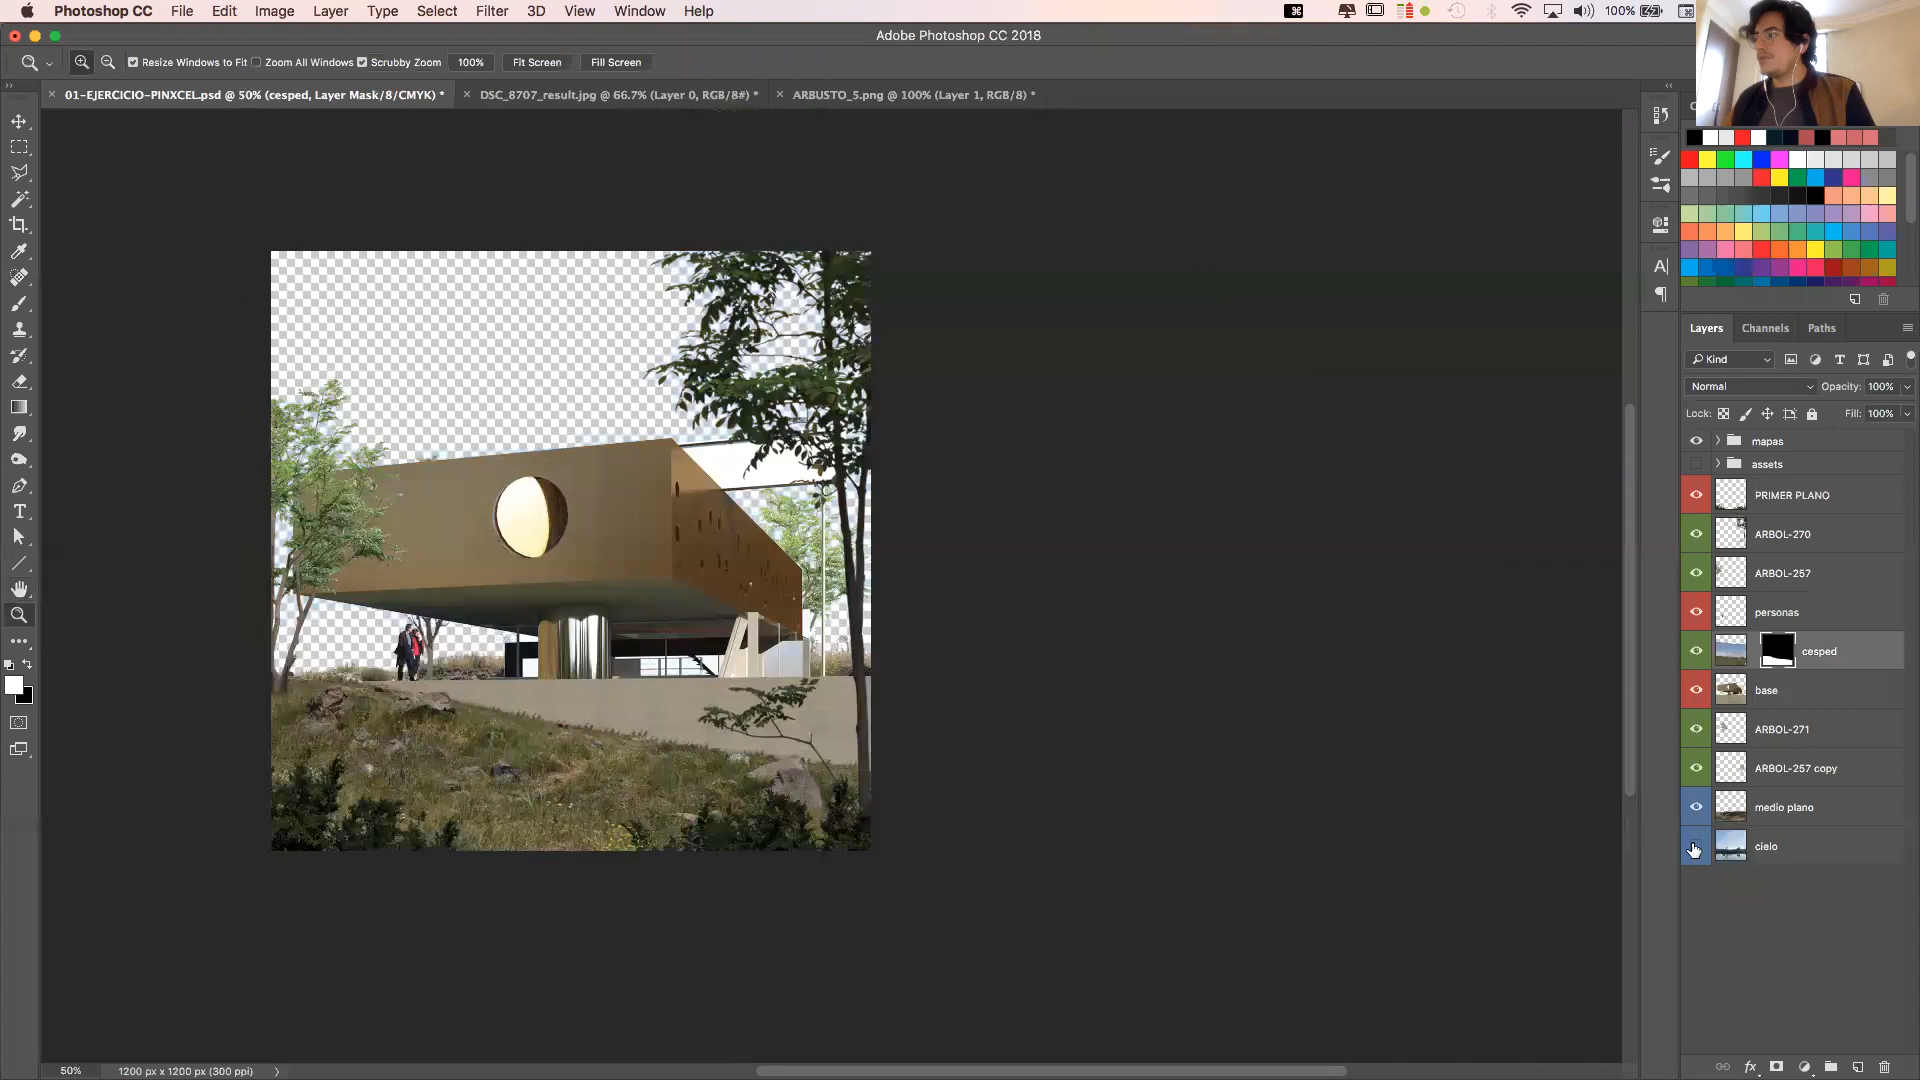 Photoshop CC File Edit Image Layer Type Select Filter 3D View Window Help 100%
Adobe Photoshop CC 2018
Resize Windows to Fit Zoom All Windows Scrubby Zoom 100% Fit Screen Fill Screen
01-EJERCICIO-PINXCEL.psd @ 50% (cesped, Layer Mask/8/CMYK) * DSC_8707_result.jpg @ 66.7% (Layer 0, RGB/8#) * ARBUSTO_5.png @ 100% (Layer 1, RGB/8) *
Layers Channels Paths
Kind
Normal Opacity: 100%
Lock: Fill: 100%
mapas
assets
PRIMER PLANO
ARBOL-270
ARBOL-257
personas
cesped
base
ARBOL-271
ARBOL-257 copy
medio plano
cielo
50% 1200 px x 1200 px (300 ppi)